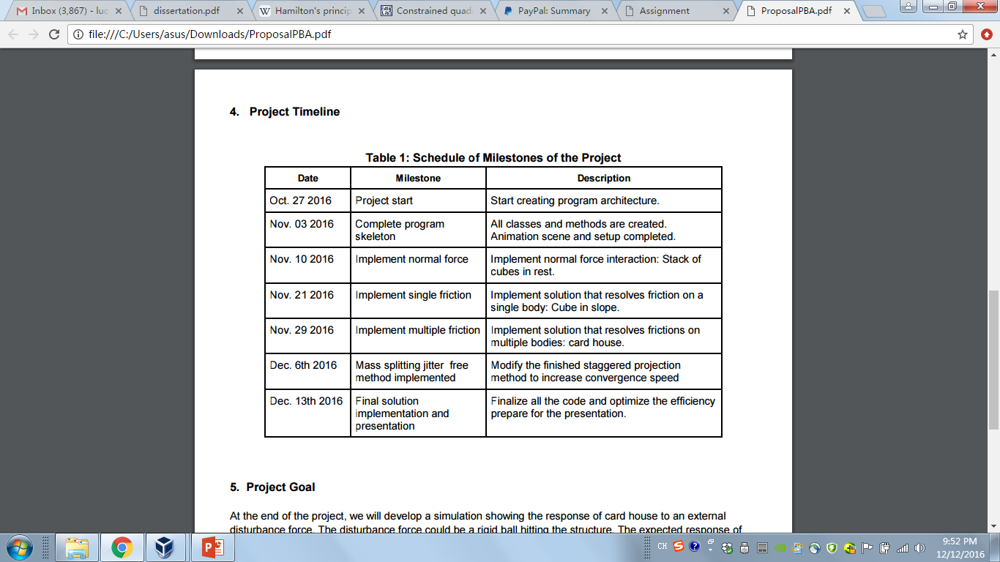 Inbox (3,867) - luc
dissertation.pdf
Hamilton's princip
Constrained quad
PayPal: Summary
Assignment
ProposalPBA.pdf
file:///C:/Users/asus/Downloads/ProposalPBA.pdf
4. Project Timeline
Table 1: Schedule of Milestones of the Project
Date Milestone Description
Oct. 27 2016 Project start Start creating program architecture.
Nov. 03 2016 Complete program All classes and methods are created.
skeleton Animation scene and setup completed.
Nov. 10 2016 Implement normal force Implement normal force interaction: Stack of
cubes in rest.
Nov. 21 2016 Implement single friction Implement solution that resolves friction on a
single body: Cube in slope.
Nov. 29 2016 Implement multiple friction Implement solution that resolves frictions on
multiple bodies: card house.
Dec. 6th 2016 Mass splitting jitter free Modify the finished staggered projection
method implemented method to increase convergence speed
Dec. 13th 2016 Final solution Finalize all the code and optimize the efficiency
implementation and prepare for the presentation.
presentation
5. Project Goal
At the end of the project, we will develop a simulation showing the response of card house to an external
disturbance force. The disturbance force could be a rigid ball hitting the structure. The expected response of
CH
9:52 PM
12/12/2016